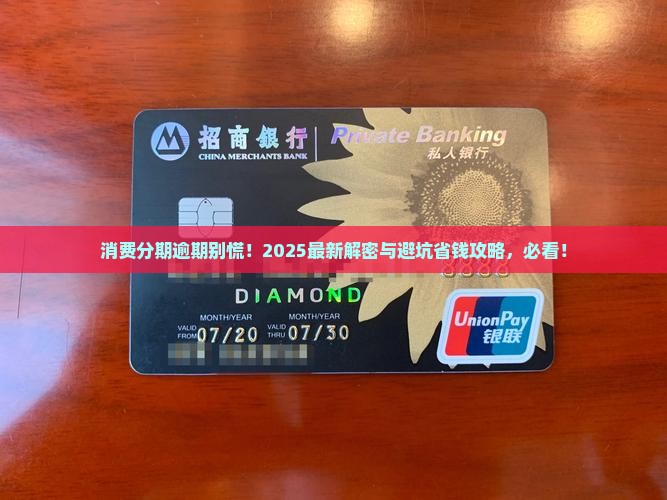 招商银行
CHINA MERCHANTS BANK
Private Banking
私人银行
消费分期逾期别慌！2025最新解密与避坑省钱攻略，必看！
8888
DIAMOND
MONTH/YEAR MONTH/YEAR
VALID FROM 07/20 VALID THRU 07/30
UnionPay
银联